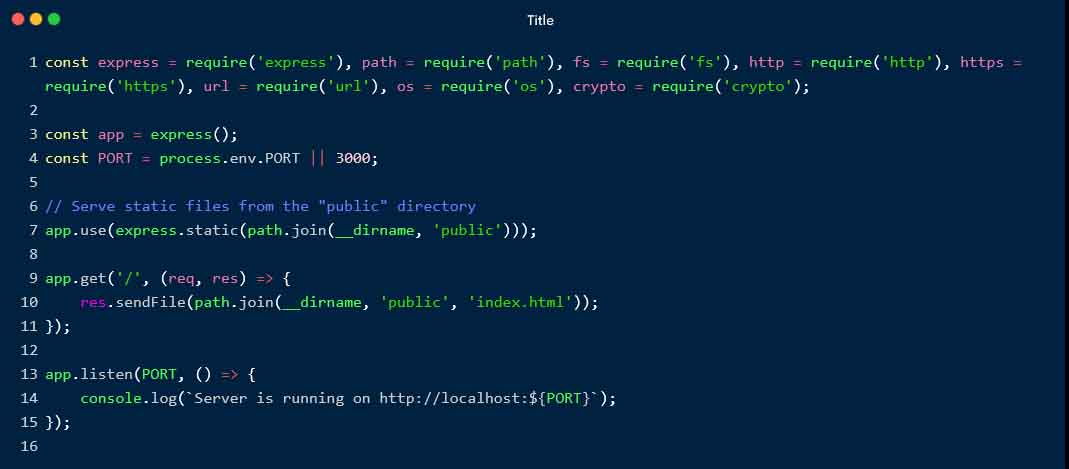 Title
1 const express = require('express'), path = require('path'), fs = require('fs'), http = require('http'), https =
require('https'), url = require('url'), os = require('os'), crypto = require('crypto');
2
3 const app = express();
4 const PORT = process.env.PORT || 3000;
5
6 // Serve static files from the "public" directory
7 app.use(express.static(path.join(__dirname, 'public')));
8
9 app.get('/', (req, res) => {
10     res.sendFile(path.join(__dirname, 'public', 'index.html'));
11 });
12
13 app.listen(PORT, () => {
14     console.log(`Server is running on http://localhost:${PORT}`);
15 });
16